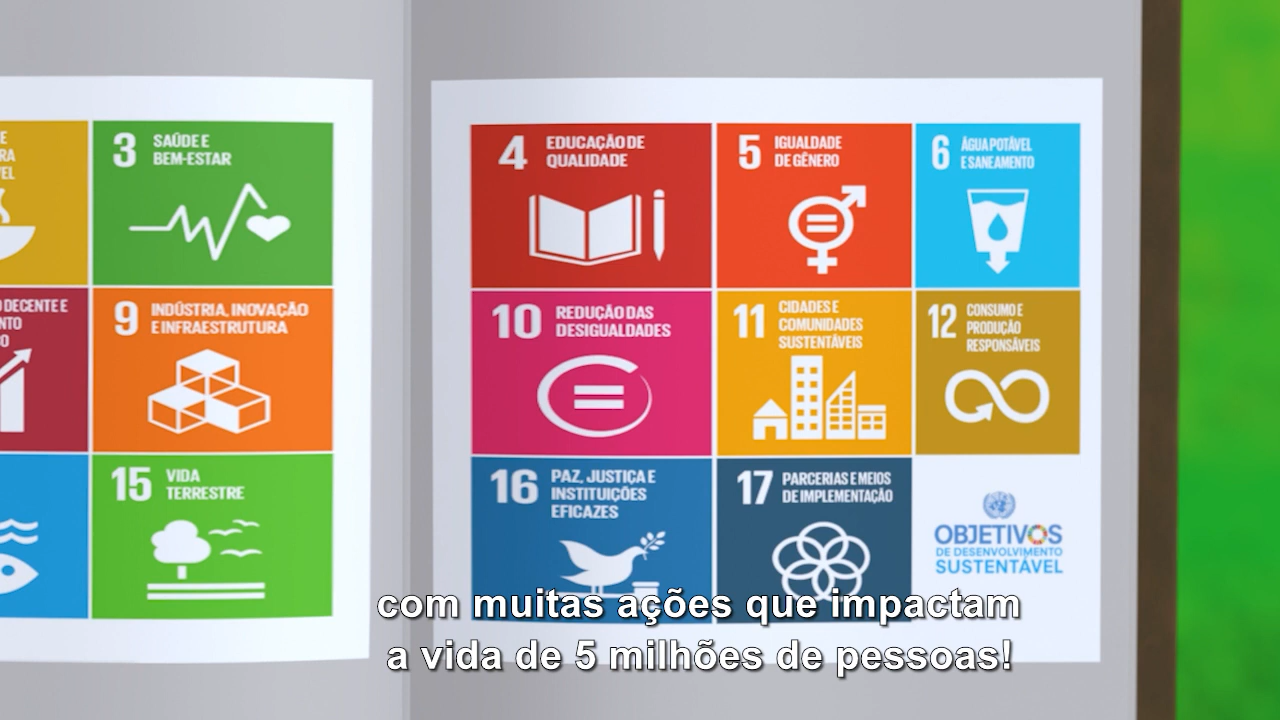 3
SAÚDE E
BEM-ESTAR
4
EDUCAÇÃO DE
QUALIDADE
5
IGUALDADE
DE GÊNERO
6
ÁGUA POTÁVEL
E SANEAMENTO
DECENTE E
9
INDÚSTRIA, INOVAÇÃO
E INFRAESTRUTURA
10
REDUÇÃO DAS
DESIGUALDADES
11
CIDADES E
COMUNIDADES
SUSTENTÁVEIS
12
CONSUMO E
PRODUÇÃO
RESPONSÁVEIS
15
VIDA
TERRESTRE
16
PAZ, JUSTIÇA E
INSTITUIÇÕES
EFICAZES
17
PARCERIAS E MEIOS
DE IMPLEMENTAÇÃO
OBJETIVOS
DE DESENVOLVIMENTO
SUSTENTÁVEL
com muitas ações que impactam
a vida de 5 milhões de pessoas!